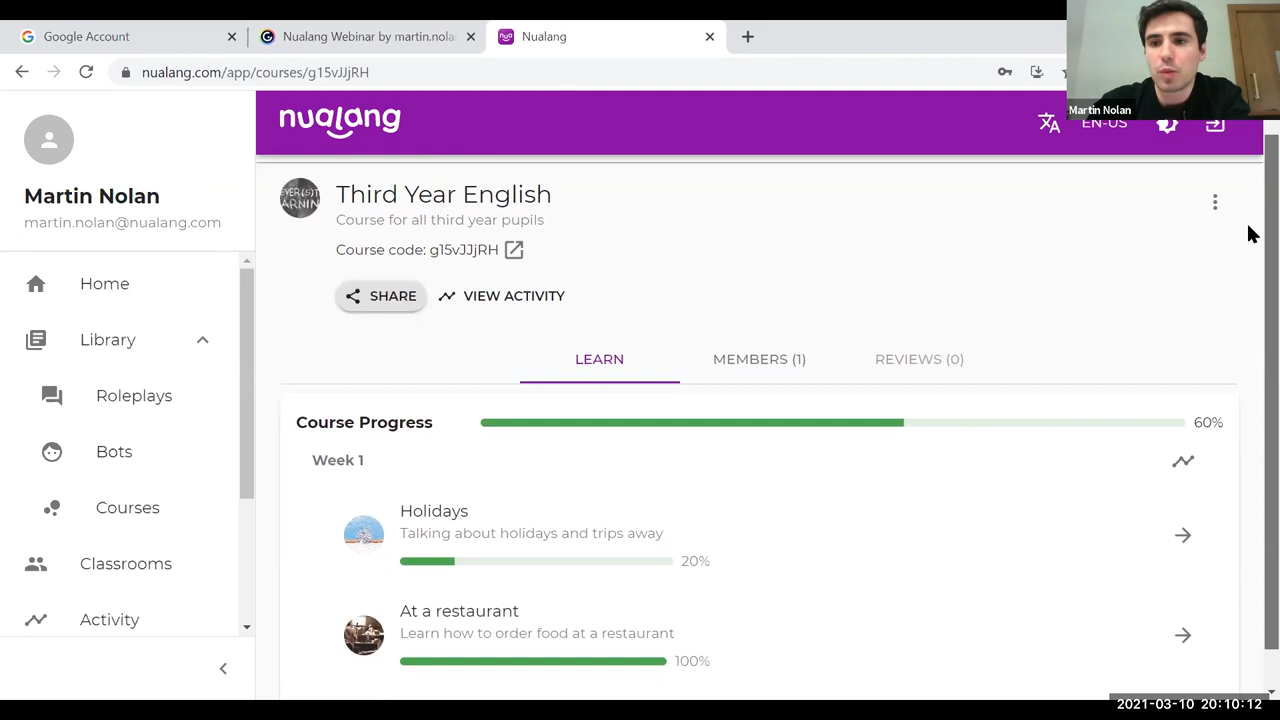 Google Account
Nualang Webinar by martin.nola
Nualang
nualang.com/app/courses/g15vJJjRH
Martin Nolan
nualang
EN-US
Martin Nolan
martin.nolan@nualang.com
Third Year English
Course for all third year pupils
Course code: g15vJJjRH
SHARE
VIEW ACTIVITY
Home
Library
Roleplays
Bots
Courses
Classrooms
Activity
LEARN
MEMBERS (1)
REVIEWS (0)
Course Progress
60%
Week 1
Holidays
Talking about holidays and trips away
20%
At a restaurant
Learn how to order food at a restaurant
100%
2021-03-10 20:10:12